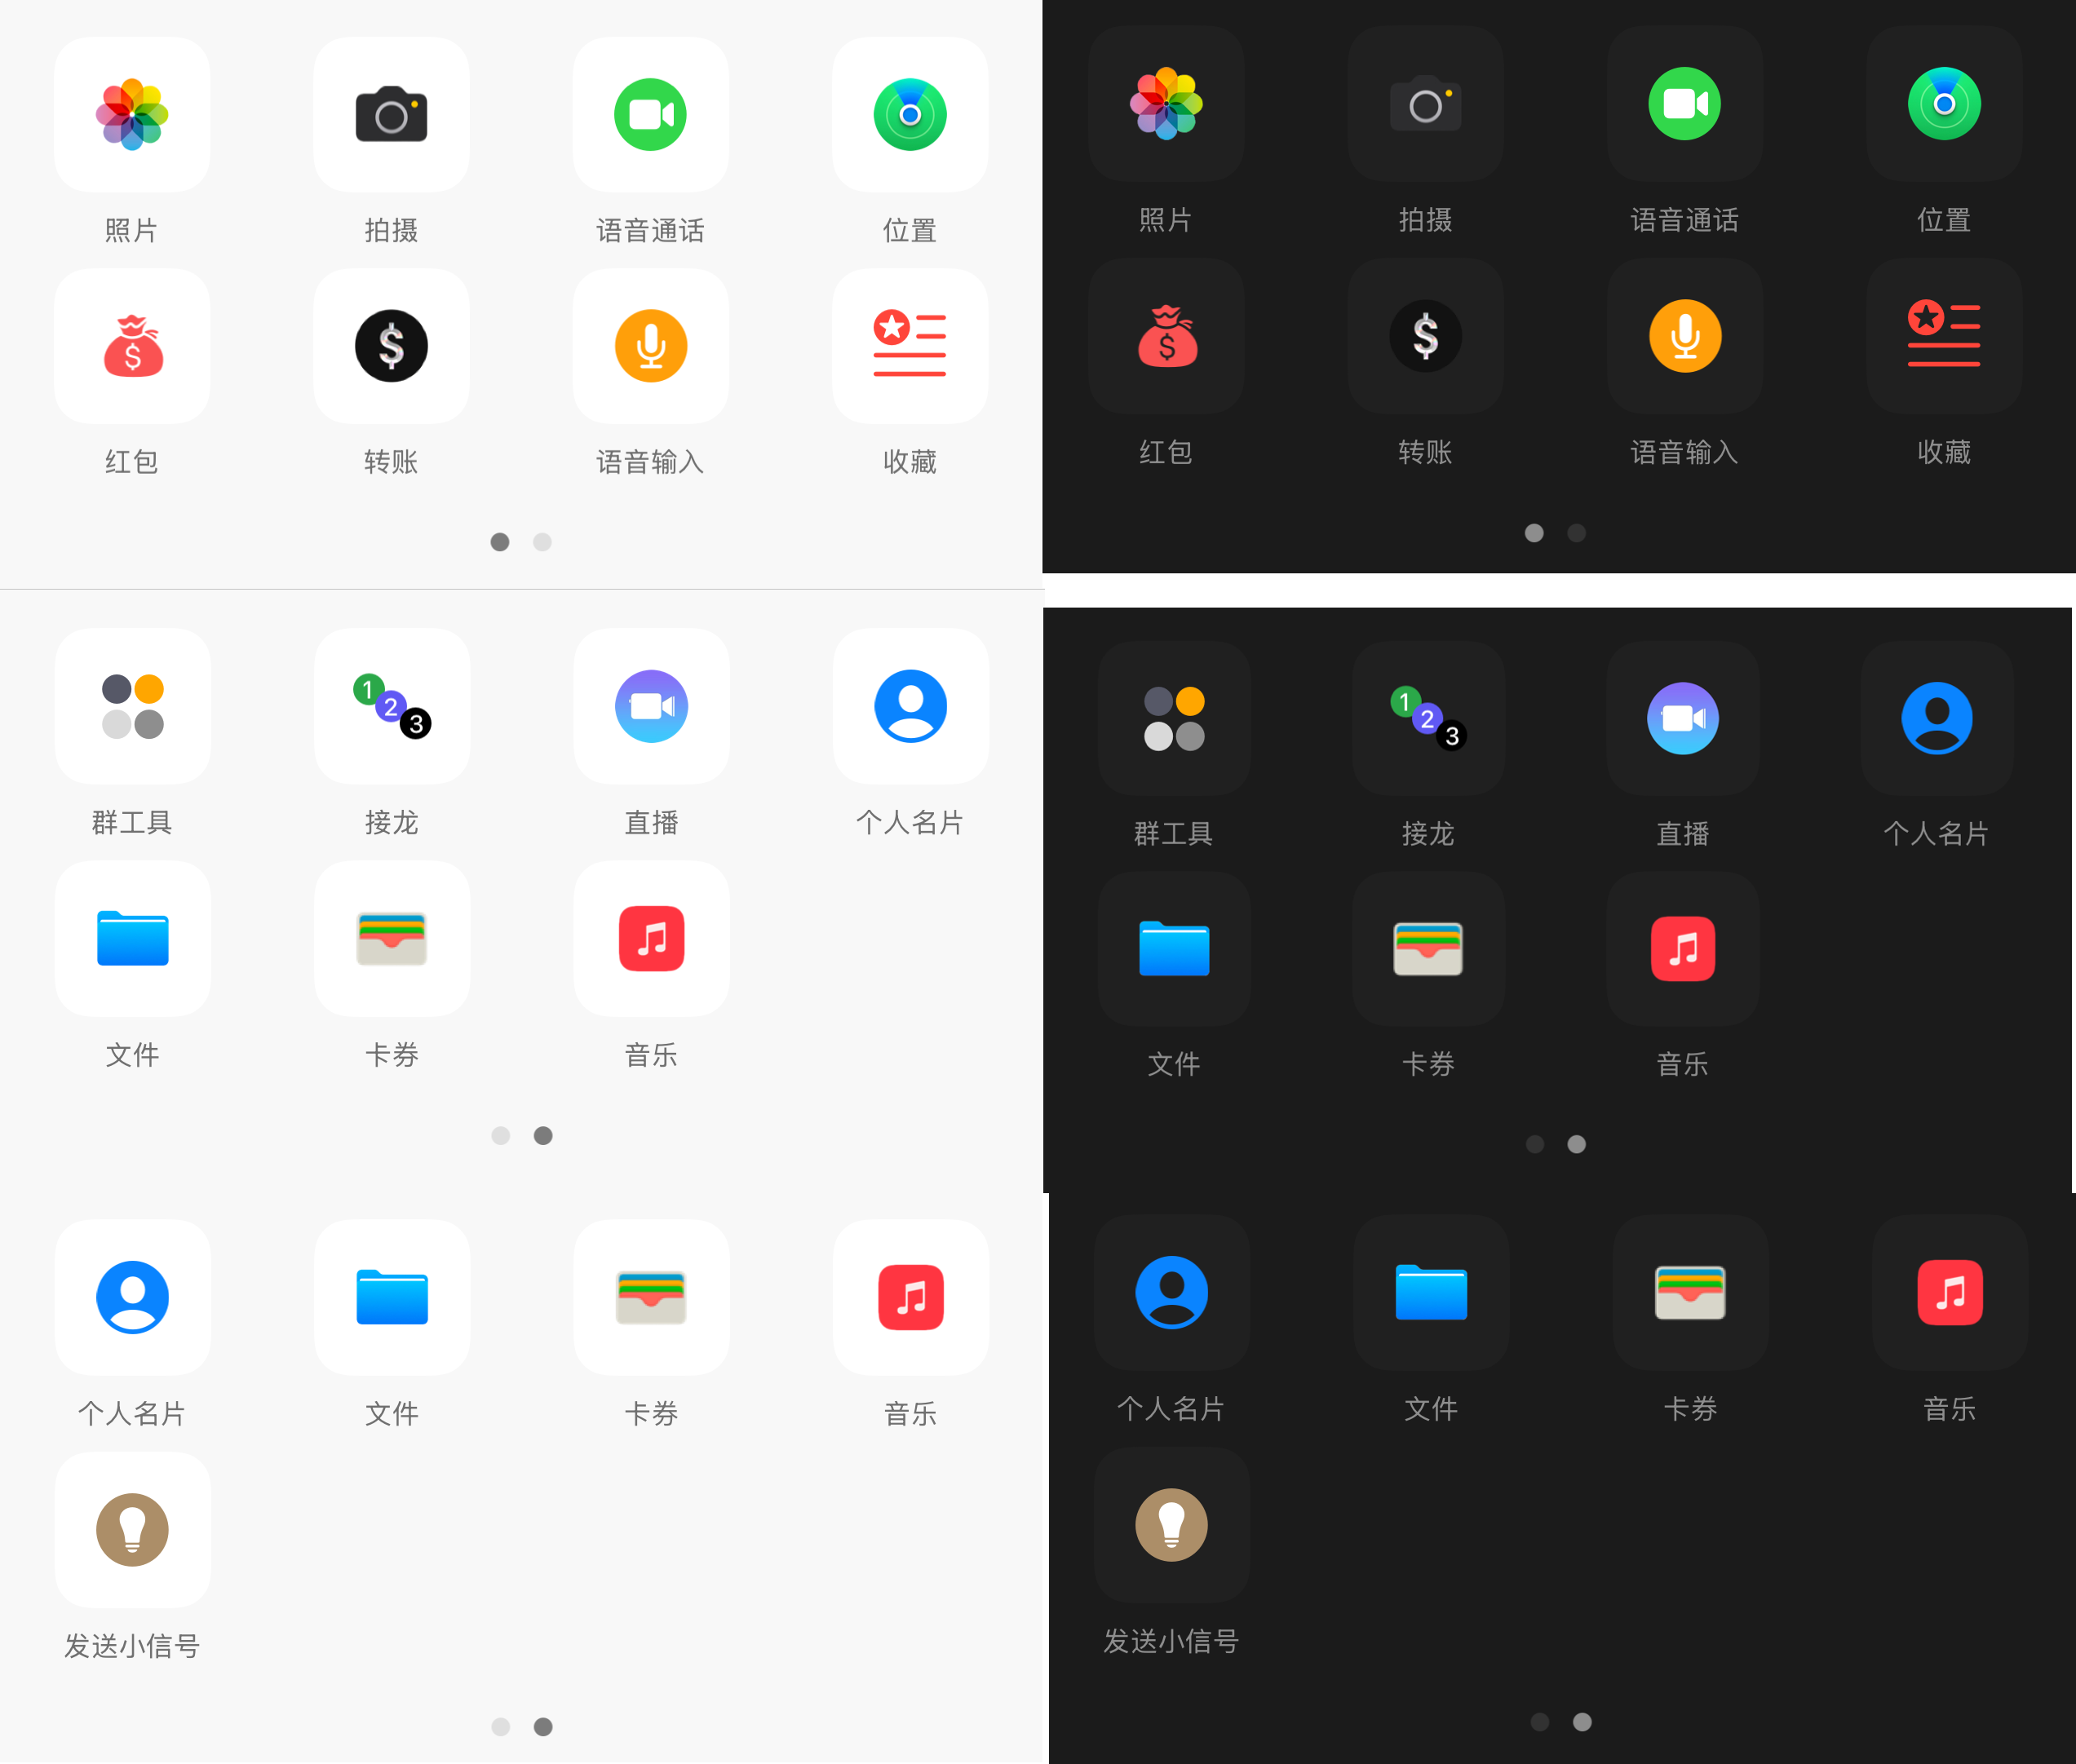 照片 拍摄 语音通话 位置
红包 转账 语音输入 收藏
照片 拍摄 语音通话 位置
红包 转账 语音输入 收藏
1 2 3
群工具 接龙 直播 个人名片
文件 卡券 音乐
1 2 3
群工具 接龙 直播 个人名片
文件 卡券 音乐
个人名片 文件 卡券 音乐
发送小信号
个人名片 文件 卡券 音乐
发送小信号